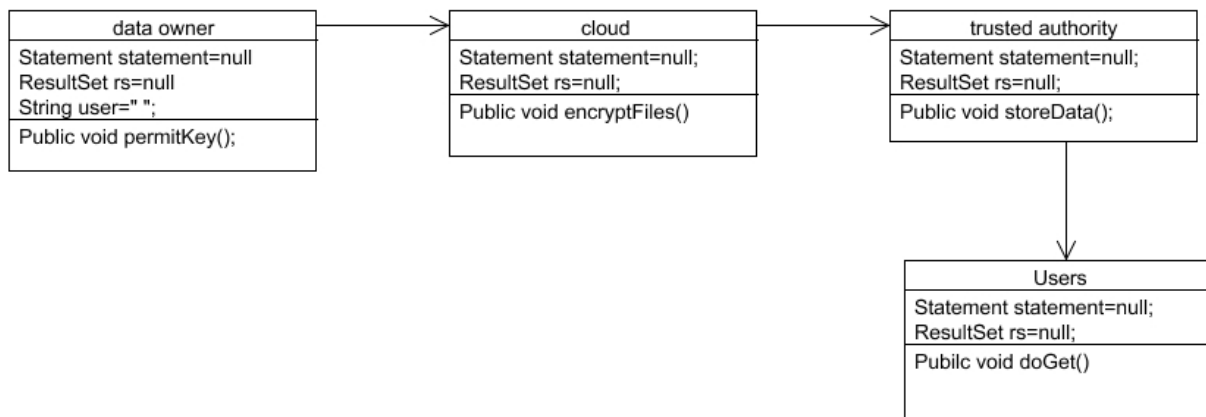 data owner
Statement statement=null
ResultSet rs=null
String user=" ";
Public void permitKey();
cloud
Statement statement=null;
ResultSet rs=null;
Public void encryptFiles()
trusted authority
Statement statement=null;
ResultSet rs=null;
Public void storeData();
Users
Statement statement=null;
ResultSet rs=null;
Pubilc void doGet()